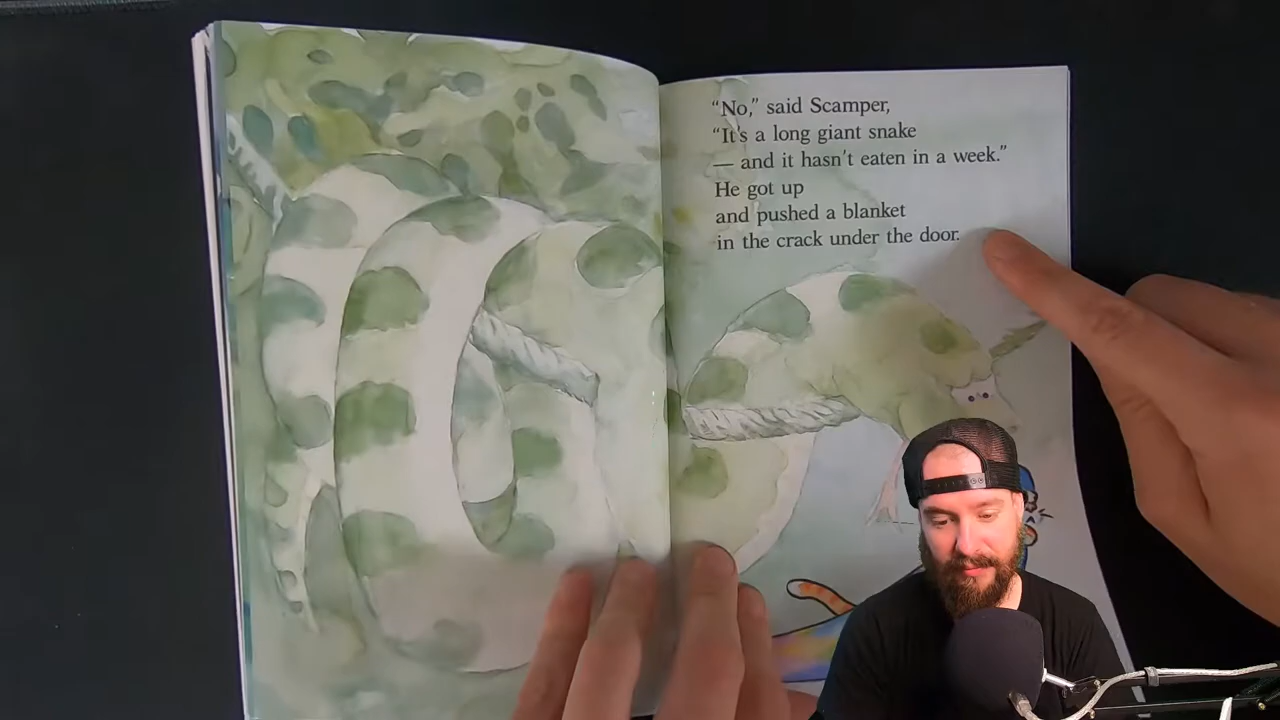 “No,” said Scamper,
“It’s a long giant snake
— and it hasn’t eaten in a week.”
He got up
and pushed a blanket
in the crack under the door.